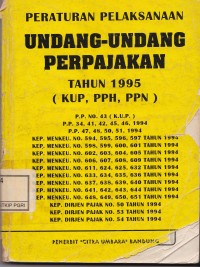 PERATURAN PELAKSANAAN
UNDANG-UNDANG
PERPAJAKAN
TAHUN 1995
( KUP, PPH, PPN )
P.P. NO. 43 ( K.U.P. )
P.P. 34, 41, 42, 45, 46, 1994
P.P. 47, 49, 50, 51, 1994
KEP. MENKEU. NO. 594, 595, 596, 597 TAHUN 1994
KEP. MENKEU. NO. 598, 599, 600, 601 TAHUN 1994
KEP. MENKEU. NO. 602, 603, 604, 605 TAHUN 1994
KEP. MENKEU. NO. 606, 607, 608, 609 TAHUN 1994
KEP. MENKEU. NO. 611, 624, 625, 632 TAHUN 1994
KEP. MENKEU. NO. 633, 634, 635, 636 TAHUN 1994
KEP. MENKEU. NO. 637, 638, 639, 640 TAHUN 1994
KEP. MENKEU. NO. 641, 642, 643, 644 TAHUN 1994
KEP. MENKEU. NO. 648, 649, 650, 651 TAHUN 1994
KEP. DIRJEN PAJAK NO. 50 TAHUN 1994
KEP. DIRJEN PAJAK NO. 53 TAHUN 1994
KEP. DIRJEN PAJAK NO. 54 TAHUN 1994
PENERBIT "CITRA UMBARA" BANDUNG
PGRI